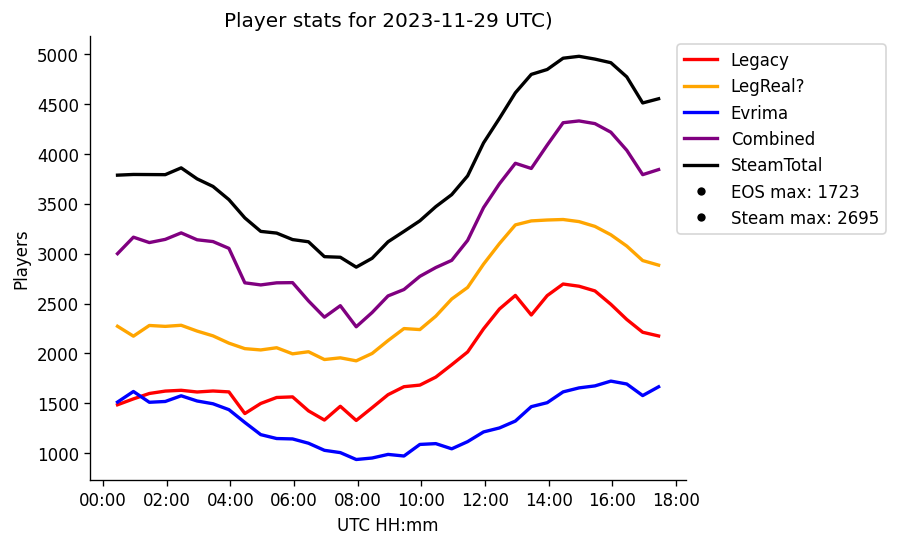 Player stats for 2023-11-29 UTC)
5000
4500
4000
3500
3000
2500
2000
1500
1000
Players
00:00 02:00 04:00 06:00 08:00 10:00 12:00 14:00 16:00 18:00
UTC HH:mm
Legacy
LegReal?
Evrima
Combined
SteamTotal
EOS max: 1723
Steam max: 2695